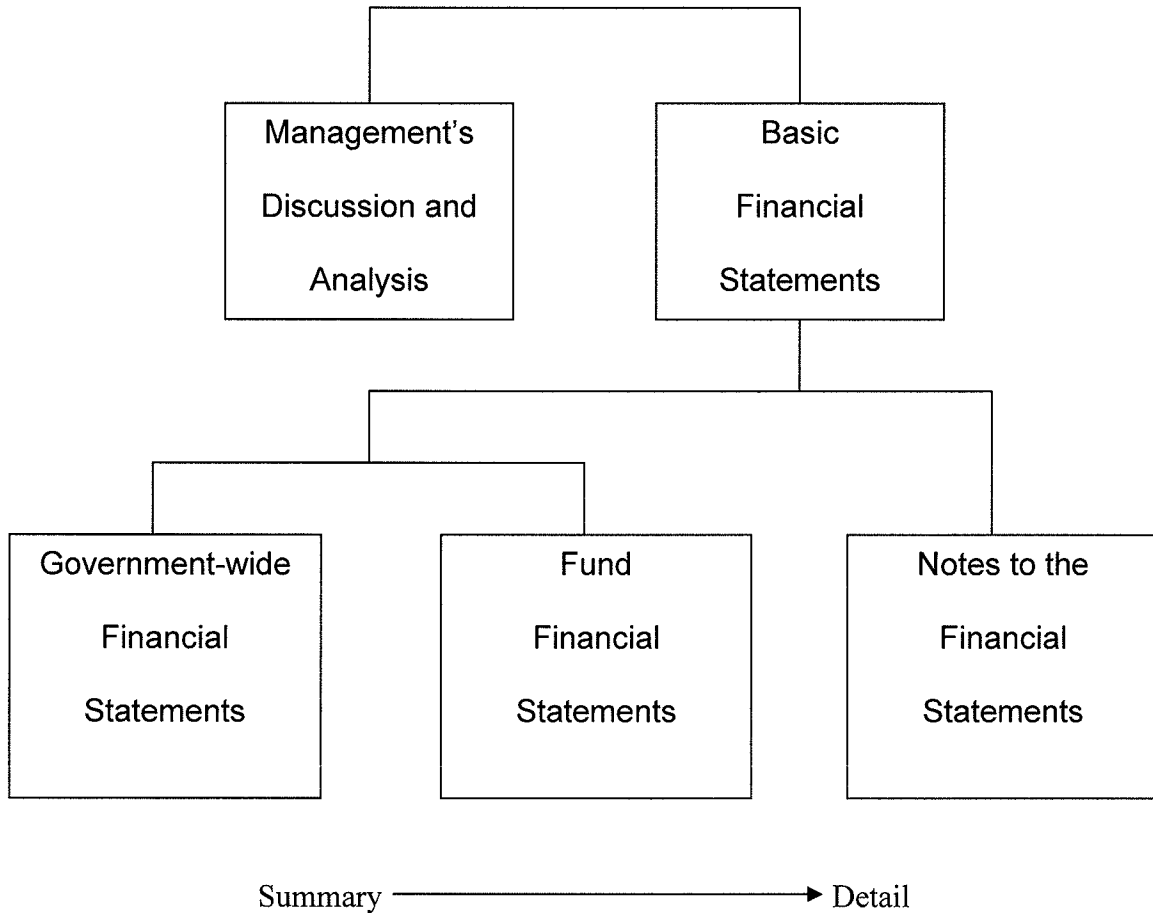 Management's
Discussion and
Analysis
Basic
Financial
Statements
Government-wide
Financial
Statements
Fund
Financial
Statements
Notes to the
Financial
Statements
Summary Detail